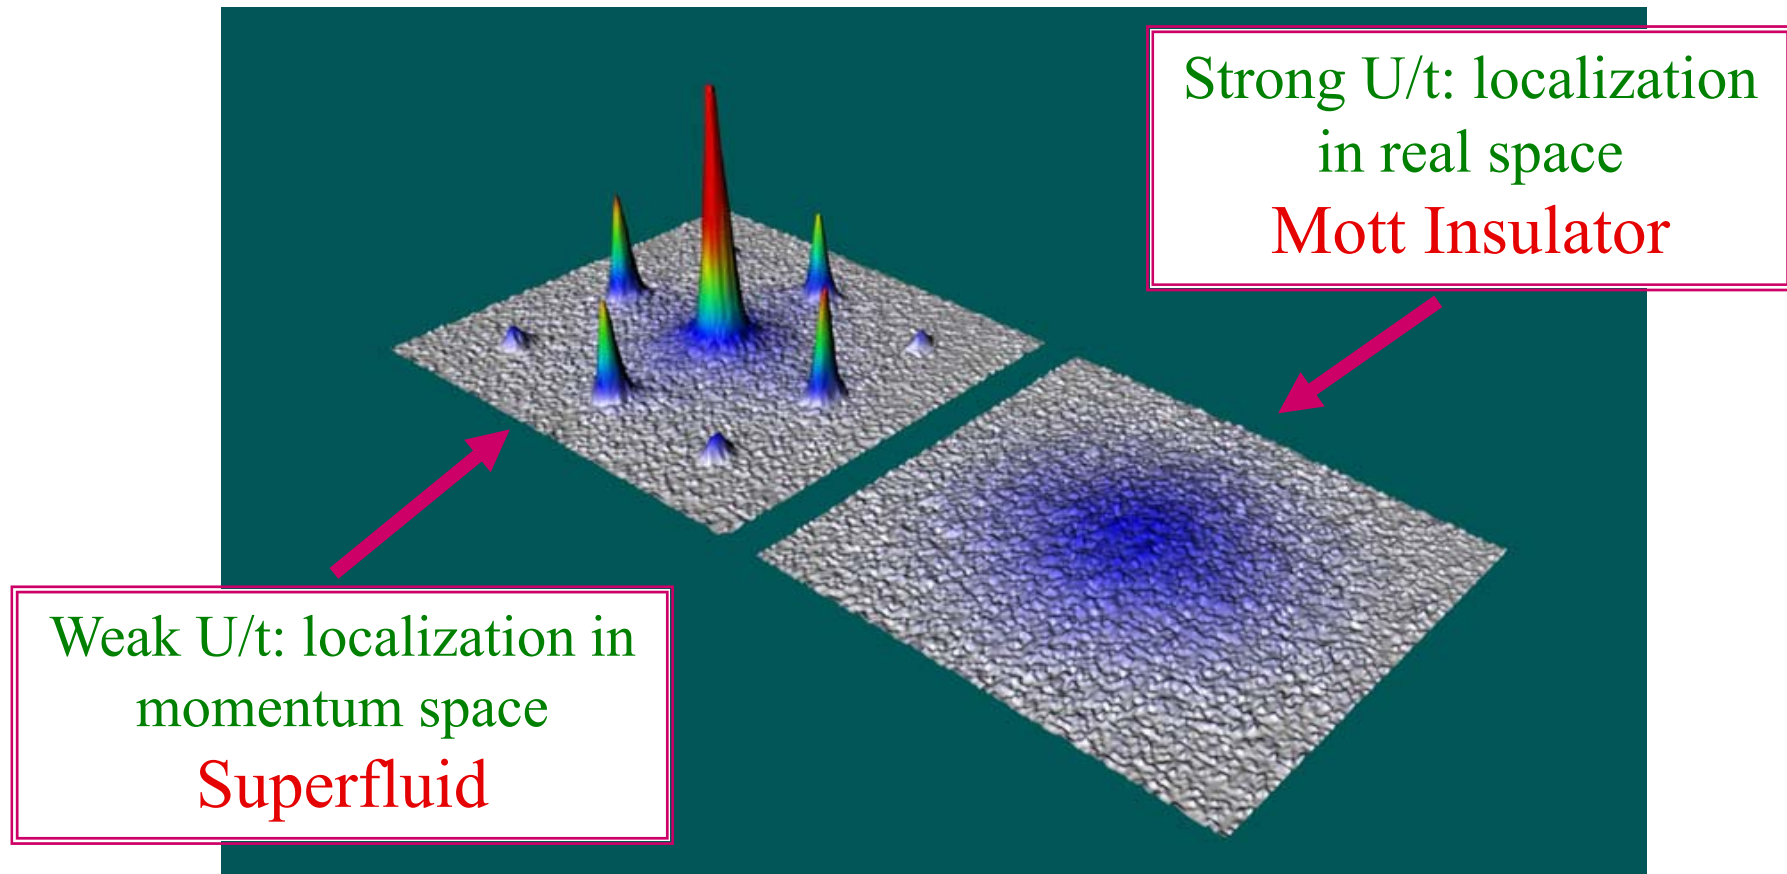 Strong U/t: localization
in real space
Mott Insulator
Weak U/t: localization in
momentum space
Superfluid